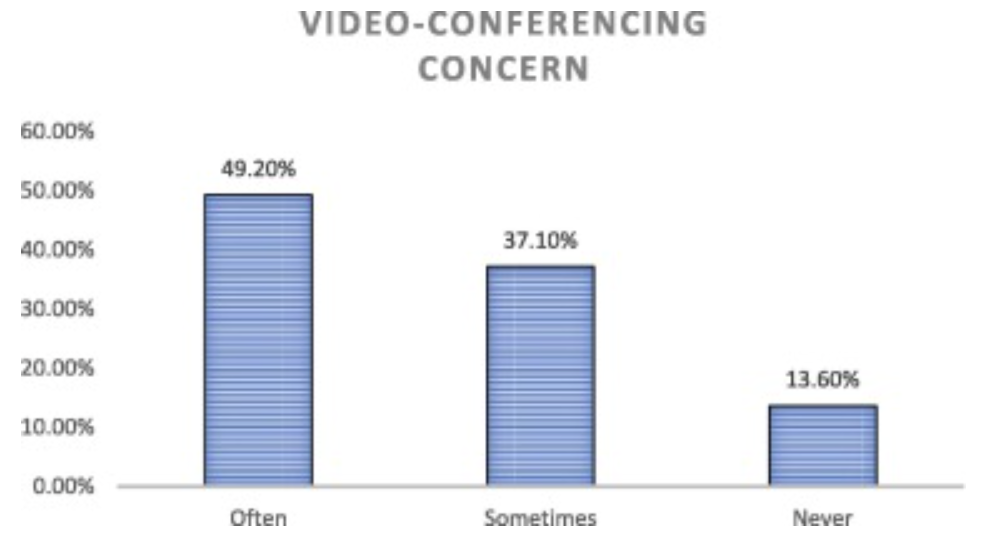 VIDEO-CONFERENCING
CONCERN
60.00%
50.00%
40.00%
30.00%
20.00%
10.00%
0.00%
49.20%
37.10%
13.60%
Often
Sometimes
Never